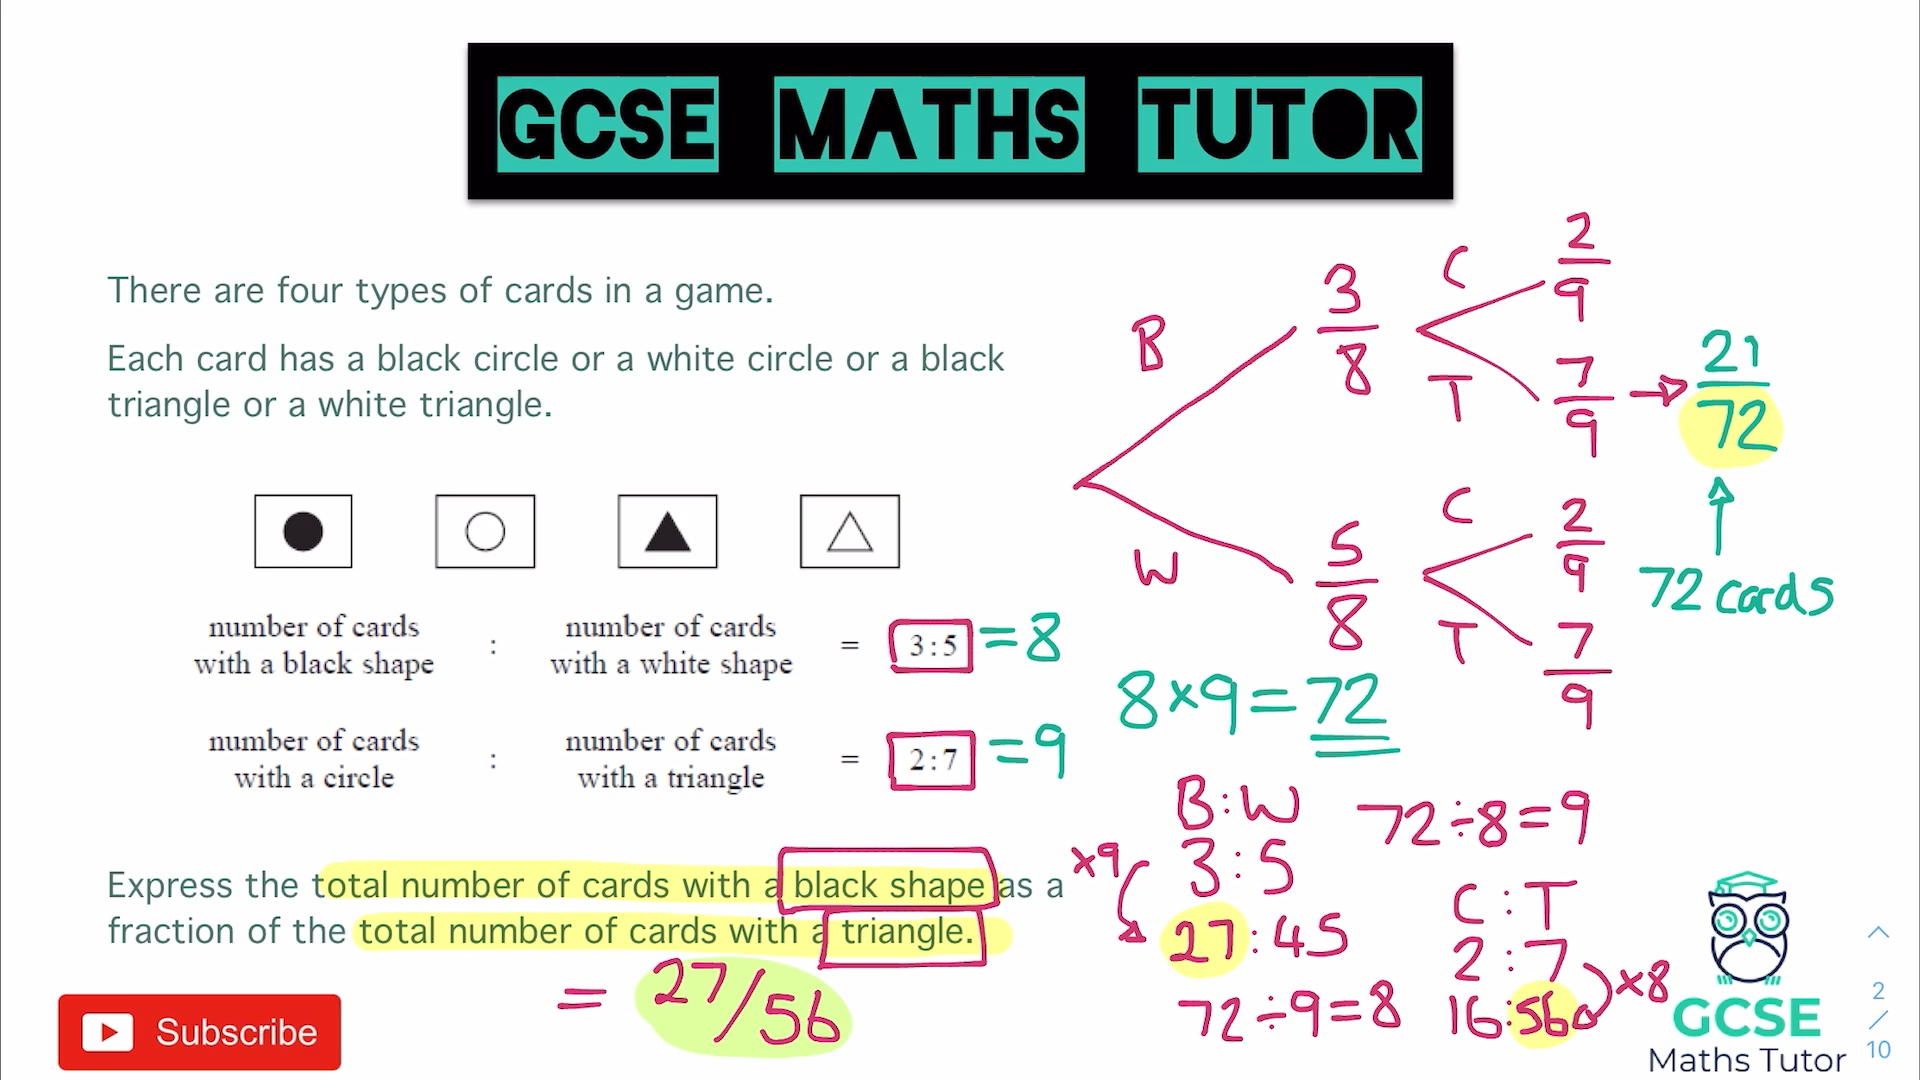 GCSE MATHS TUTOR
There are four types of cards in a game.
Each card has a black circle or a white circle or a black
triangle or a white triangle.
number of cards
with a black shape
:
number of cards
with a white shape
=
3 : 5
= 8
number of cards
with a circle
:
number of cards
with a triangle
=
2 : 7
= 9
Express the total number of cards with a black shape as a
fraction of the total number of cards with a triangle.
= 27/56
B
3/8
C
2/9
T
7/9
21/72
72 cards
W
5/8
C
2/9
T
7/9
8×9=72
B:W
3:5
×9
27:45
72÷9=8
72÷8=9
C:T
2:7
16:56
×8
Subscribe
GCSE
Maths Tutor
2
/
10